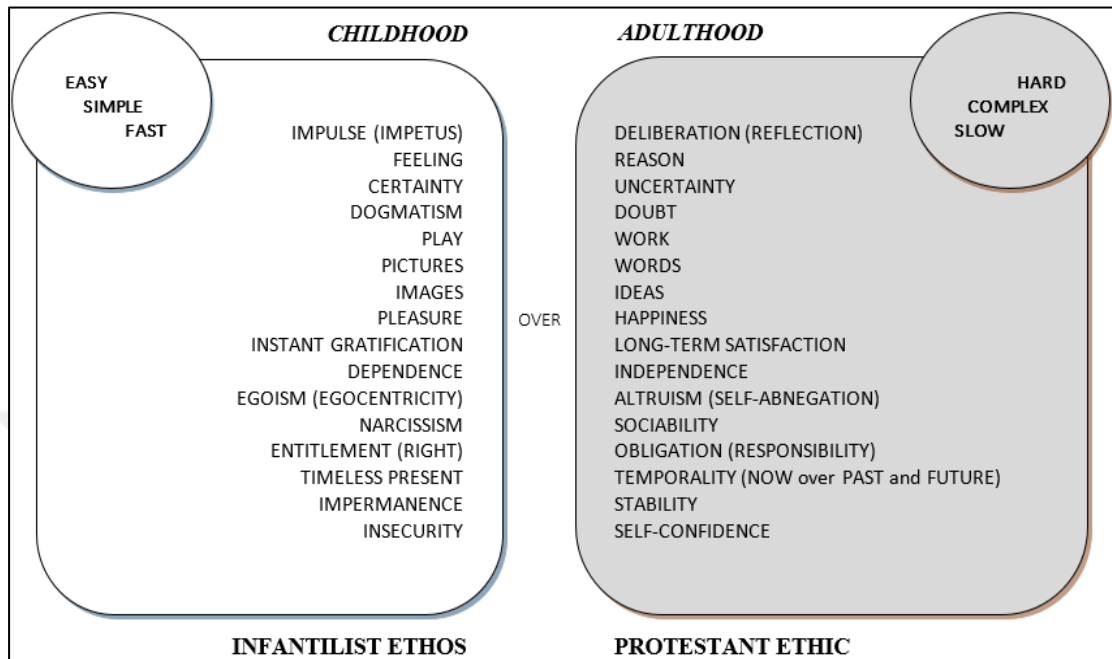 CHILDHOOD
ADULTHOOD
EASY
SIMPLE
FAST
HARD
COMPLEX
SLOW
IMPULSE (IMPETUS)
FEELING
CERTAINTY
DOGMATISM
PLAY
PICTURES
IMAGES
PLEASURE
INSTANT GRATIFICATION
DEPENDENCE
EGOISM (EGOCENTRICITY)
NARCISSISM
ENTITLEMENT (RIGHT)
TIMELESS PRESENT
IMPERMANENCE
INSECURITY
OVER
DELIBERATION (REFLECTION)
REASON
UNCERTAINTY
DOUBT
WORK
WORDS
IDEAS
HAPPINESS
LONG-TERM SATISFACTION
INDEPENDENCE
ALTRUISM (SELF-ABNEGATION)
SOCIABILITY
OBLIGATION (RESPONSIBILITY)
TEMPORALITY (NOW over PAST and FUTURE)
STABILITY
SELF-CONFIDENCE
INFANTILIST ETHOS
PROTESTANT ETHIC